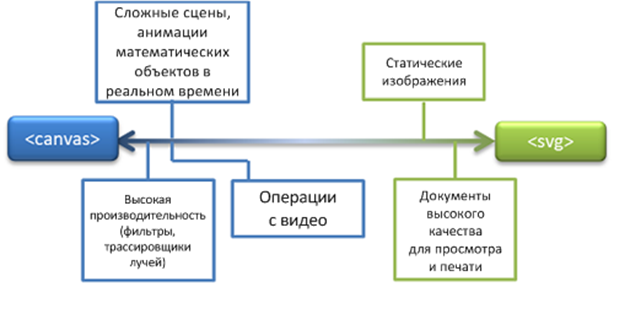 Сложные сцены,
анимации
математических
объектов в
реальном времени
Статические
изображения
<canvas>
<svg>
Высокая
производительность
(фильтры,
трассировщики
лучей)
Операции
с видео
Документы
высокого
качества
для просмотра
и печати